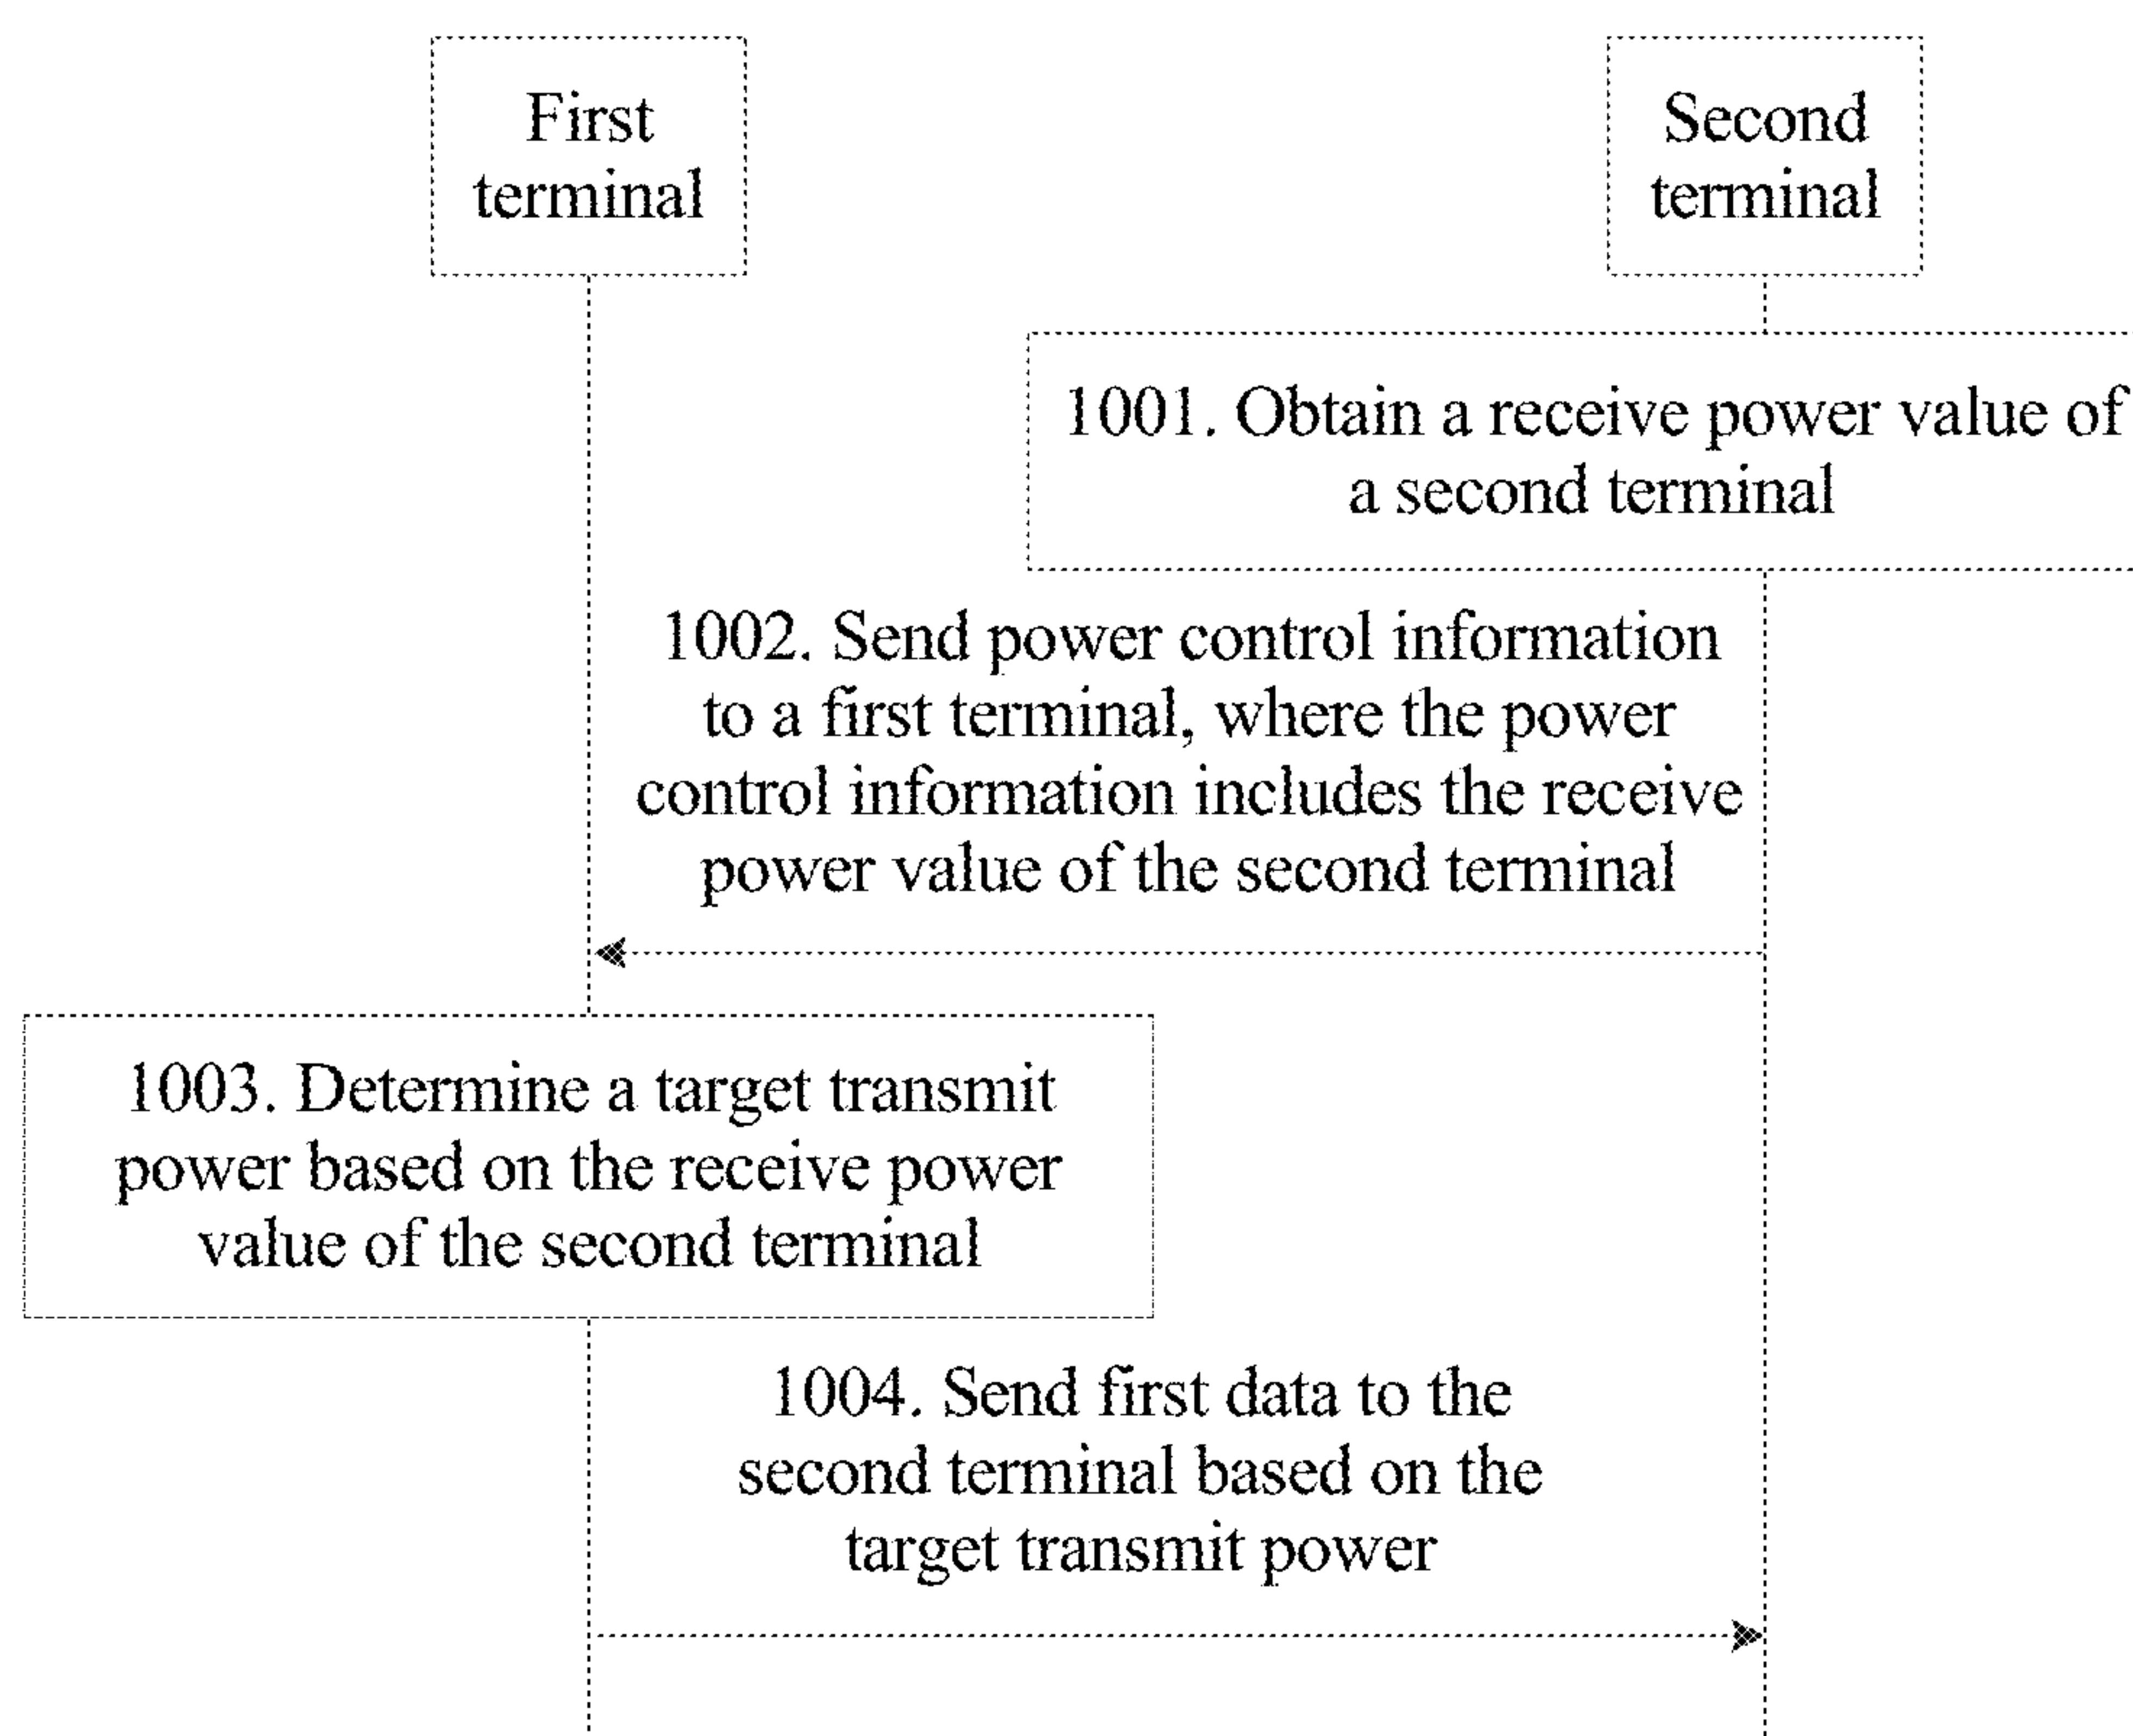 First
terminal
Second
terminal
1001. Obtain a receive power value of
a second terminal
1002. Send power control information
to a first terminal, where the power
control information includes the receive
power value of the second terminal
1003. Determine a target transmit
power based on the receive power
value of the second terminal
1004. Send first data to the
second terminal based on the
target transmit power